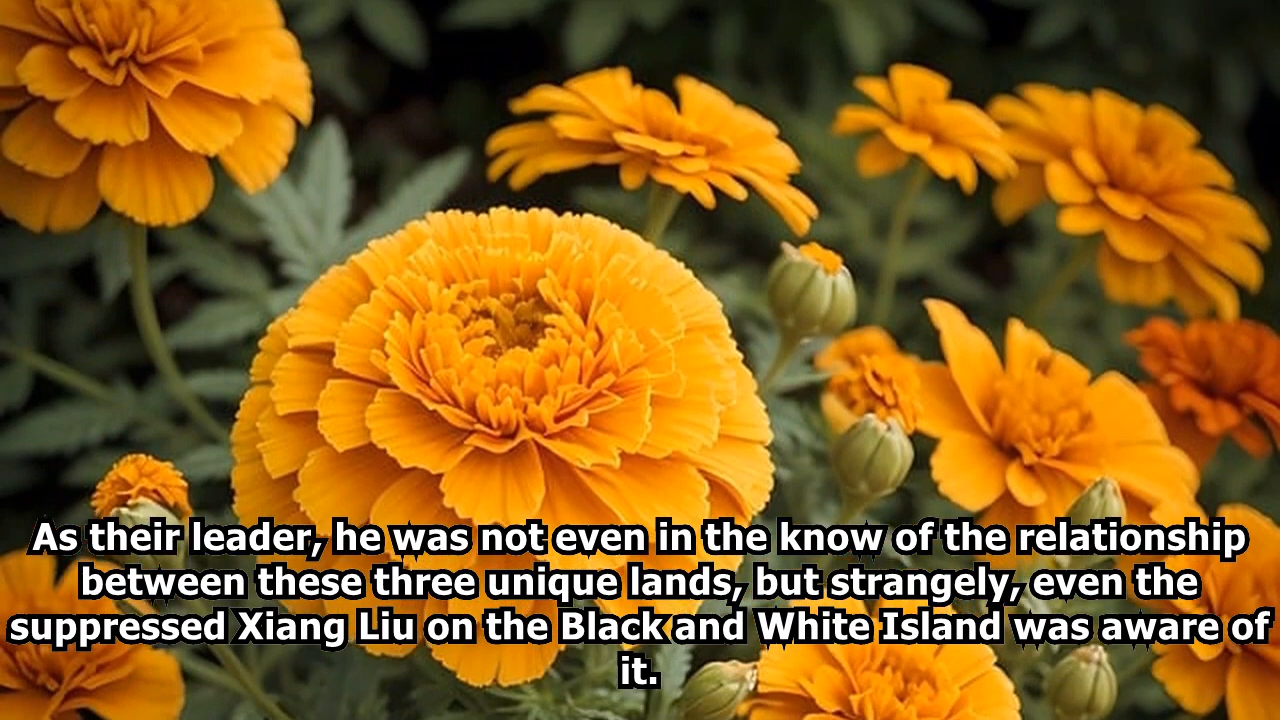 As their leader, he was not even in the know of the relationship
between these three unique lands, but strangely, even the
suppressed Xiang Liu on the Black and White Island was aware of
it.